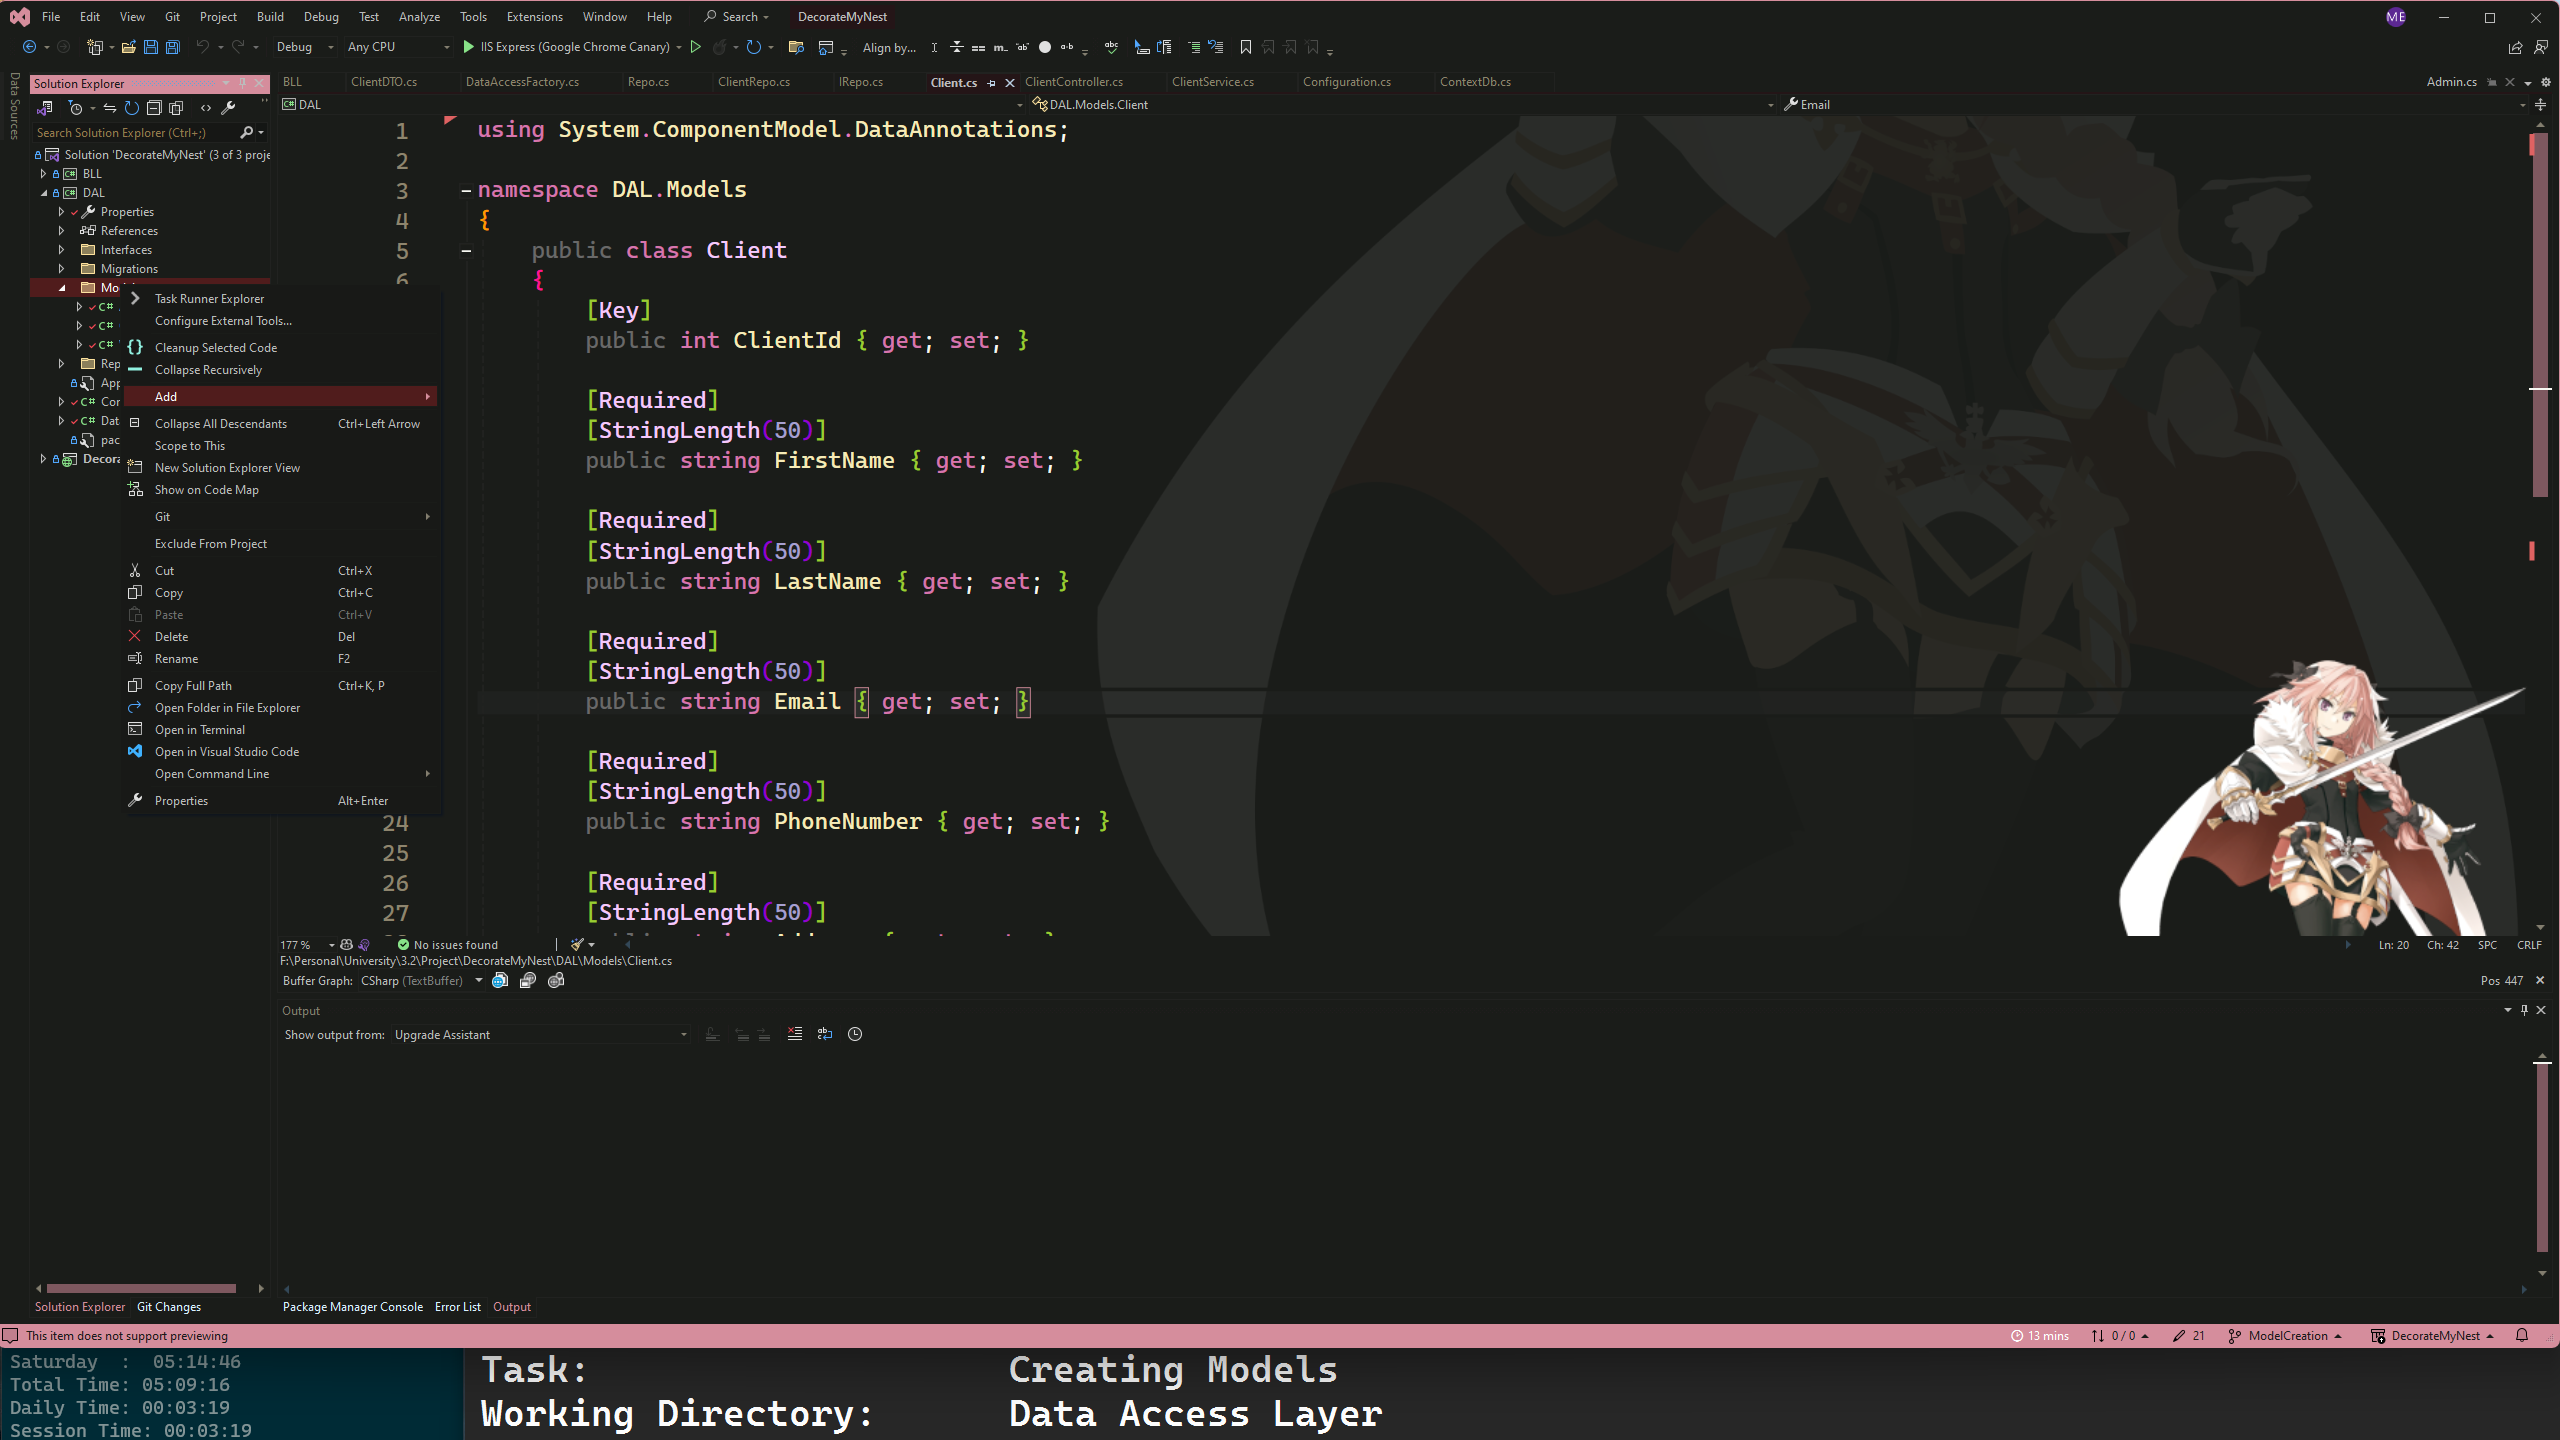 File Edit View Git Project Build Debug Test Analyze Tools Extensions Window Help Search DecorateMyNest ME
Debug Any CPU IIS Express (Google Chrome Canary) Align by...
Data Sources
Solution Explorer
Search Solution Explorer (Ctrl+;)
Solution 'DecorateMyNest' (3 of 3 proje
BLL
DAL
Properties
References
Interfaces
Migrations
Rep
App
Con
Dat
pac
Decora
Task Runner Explorer
Configure External Tools...
Cleanup Selected Code
Collapse Recursively
Add
Collapse All Descendants Ctrl+Left Arrow
Scope to This
New Solution Explorer View
Show on Code Map
Git
Exclude From Project
Cut Ctrl+X
Copy Ctrl+C
Paste Ctrl+V
Delete Del
Rename F2
Copy Full Path Ctrl+K, P
Open Folder in File Explorer
Open in Terminal
Open in Visual Studio Code
Open Command Line
Properties Alt+Enter
Solution Explorer Git Changes
BLL ClientDTO.cs DataAccessFactory.cs Repo.cs ClientRepo.cs IRepo.cs Client.cs ClientController.cs ClientService.cs Configuration.cs ContextDb.cs Admin.cs
DAL DAL.Models.Client Email
1 using System.ComponentModel.DataAnnotations;
2
3 namespace DAL.Models
4 {
5 public class Client
6 {
[Key]
public int ClientId { get; set; }
[Required]
[StringLength(50)]
public string FirstName { get; set; }
[Required]
[StringLength(50)]
public string LastName { get; set; }
[Required]
[StringLength(50)]
public string Email { get; set; }
[Required]
[StringLength(50)]
24 public string PhoneNumber { get; set; }
25
26 [Required]
27 [StringLength(50)]
177 % No issues found Ln: 20 Ch: 42 SPC CRLF
F:\Personal\University\3.2\Project\DecorateMyNest\DAL\Models\Client.cs
Buffer Graph: CSharp (TextBuffer) Pos 447
Output
Show output from: Upgrade Assistant
Package Manager Console Error List Output
This item does not support previewing 13 mins 0 / 0 21 ModelCreation DecorateMyNest
Saturday : 05:14:46
Total Time: 05:09:16
Daily Time: 00:03:19
Session Time: 00:03:19
Task: Creating Models
Working Directory: Data Access Layer